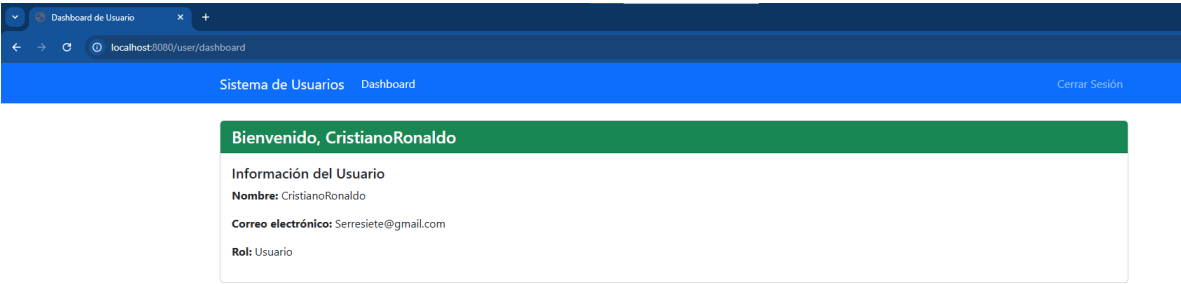 Dashboard de Usuario
localhost:8080/user/dashboard
Sistema de Usuarios Dashboard Cerrar Sesión
Bienvenido, CristianoRonaldo
Información del Usuario
Nombre: CristianoRonaldo
Correo electrónico: Serresiete@gmail.com
Rol: Usuario